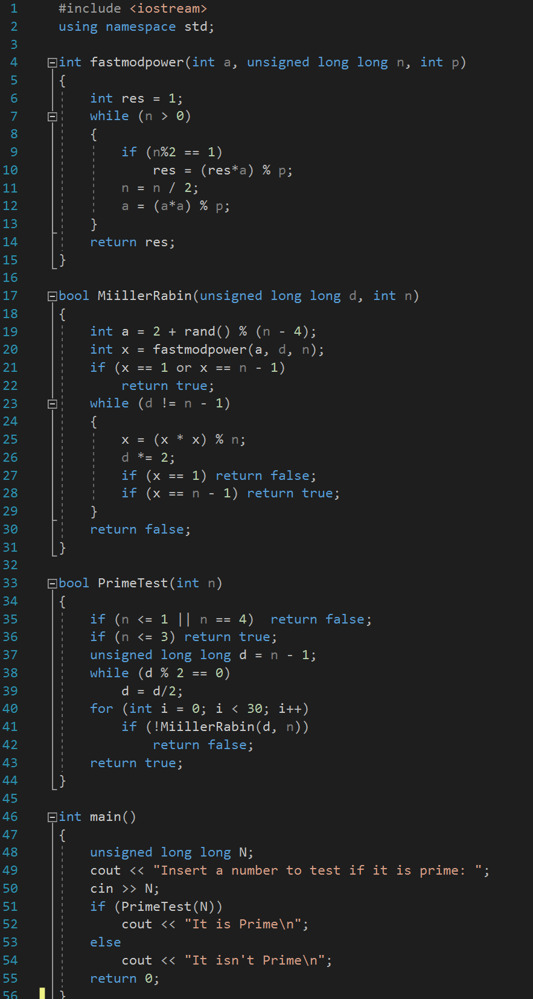 1 #include <iostream>
2 using namespace std;
3
4 int fastmodpower(int a, unsigned long long n, int p)
5 {
6     int res = 1;
7     while (n > 0)
8     {
9         if (n%2 == 1)
10             res = (res*a) % p;
11         n = n / 2;
12         a = (a*a) % p;
13     }
14     return res;
15 }
16
17 bool MiillerRabin(unsigned long long d, int n)
18 {
19     int a = 2 + rand() % (n - 4);
20     int x = fastmodpower(a, d, n);
21     if (x == 1 or x == n - 1)
22         return true;
23     while (d != n - 1)
24     {
25         x = (x * x) % n;
26         d *= 2;
27         if (x == 1) return false;
28         if (x == n - 1) return true;
29     }
30     return false;
31 }
32
33 bool PrimeTest(int n)
34 {
35     if (n <= 1 || n == 4)  return false;
36     if (n <= 3) return true;
37     unsigned long long d = n - 1;
38     while (d % 2 == 0)
39         d = d/2;
40     for (int i = 0; i < 30; i++)
41         if (!MiillerRabin(d, n))
42             return false;
43     return true;
44 }
45
46 int main()
47 {
48     unsigned long long N;
49     cout << "Insert a number to test if it is prime: ";
50     cin >> N;
51     if (PrimeTest(N))
52         cout << "It is Prime\n";
53     else
54         cout << "It isn't Prime\n";
55     return 0;
56 }